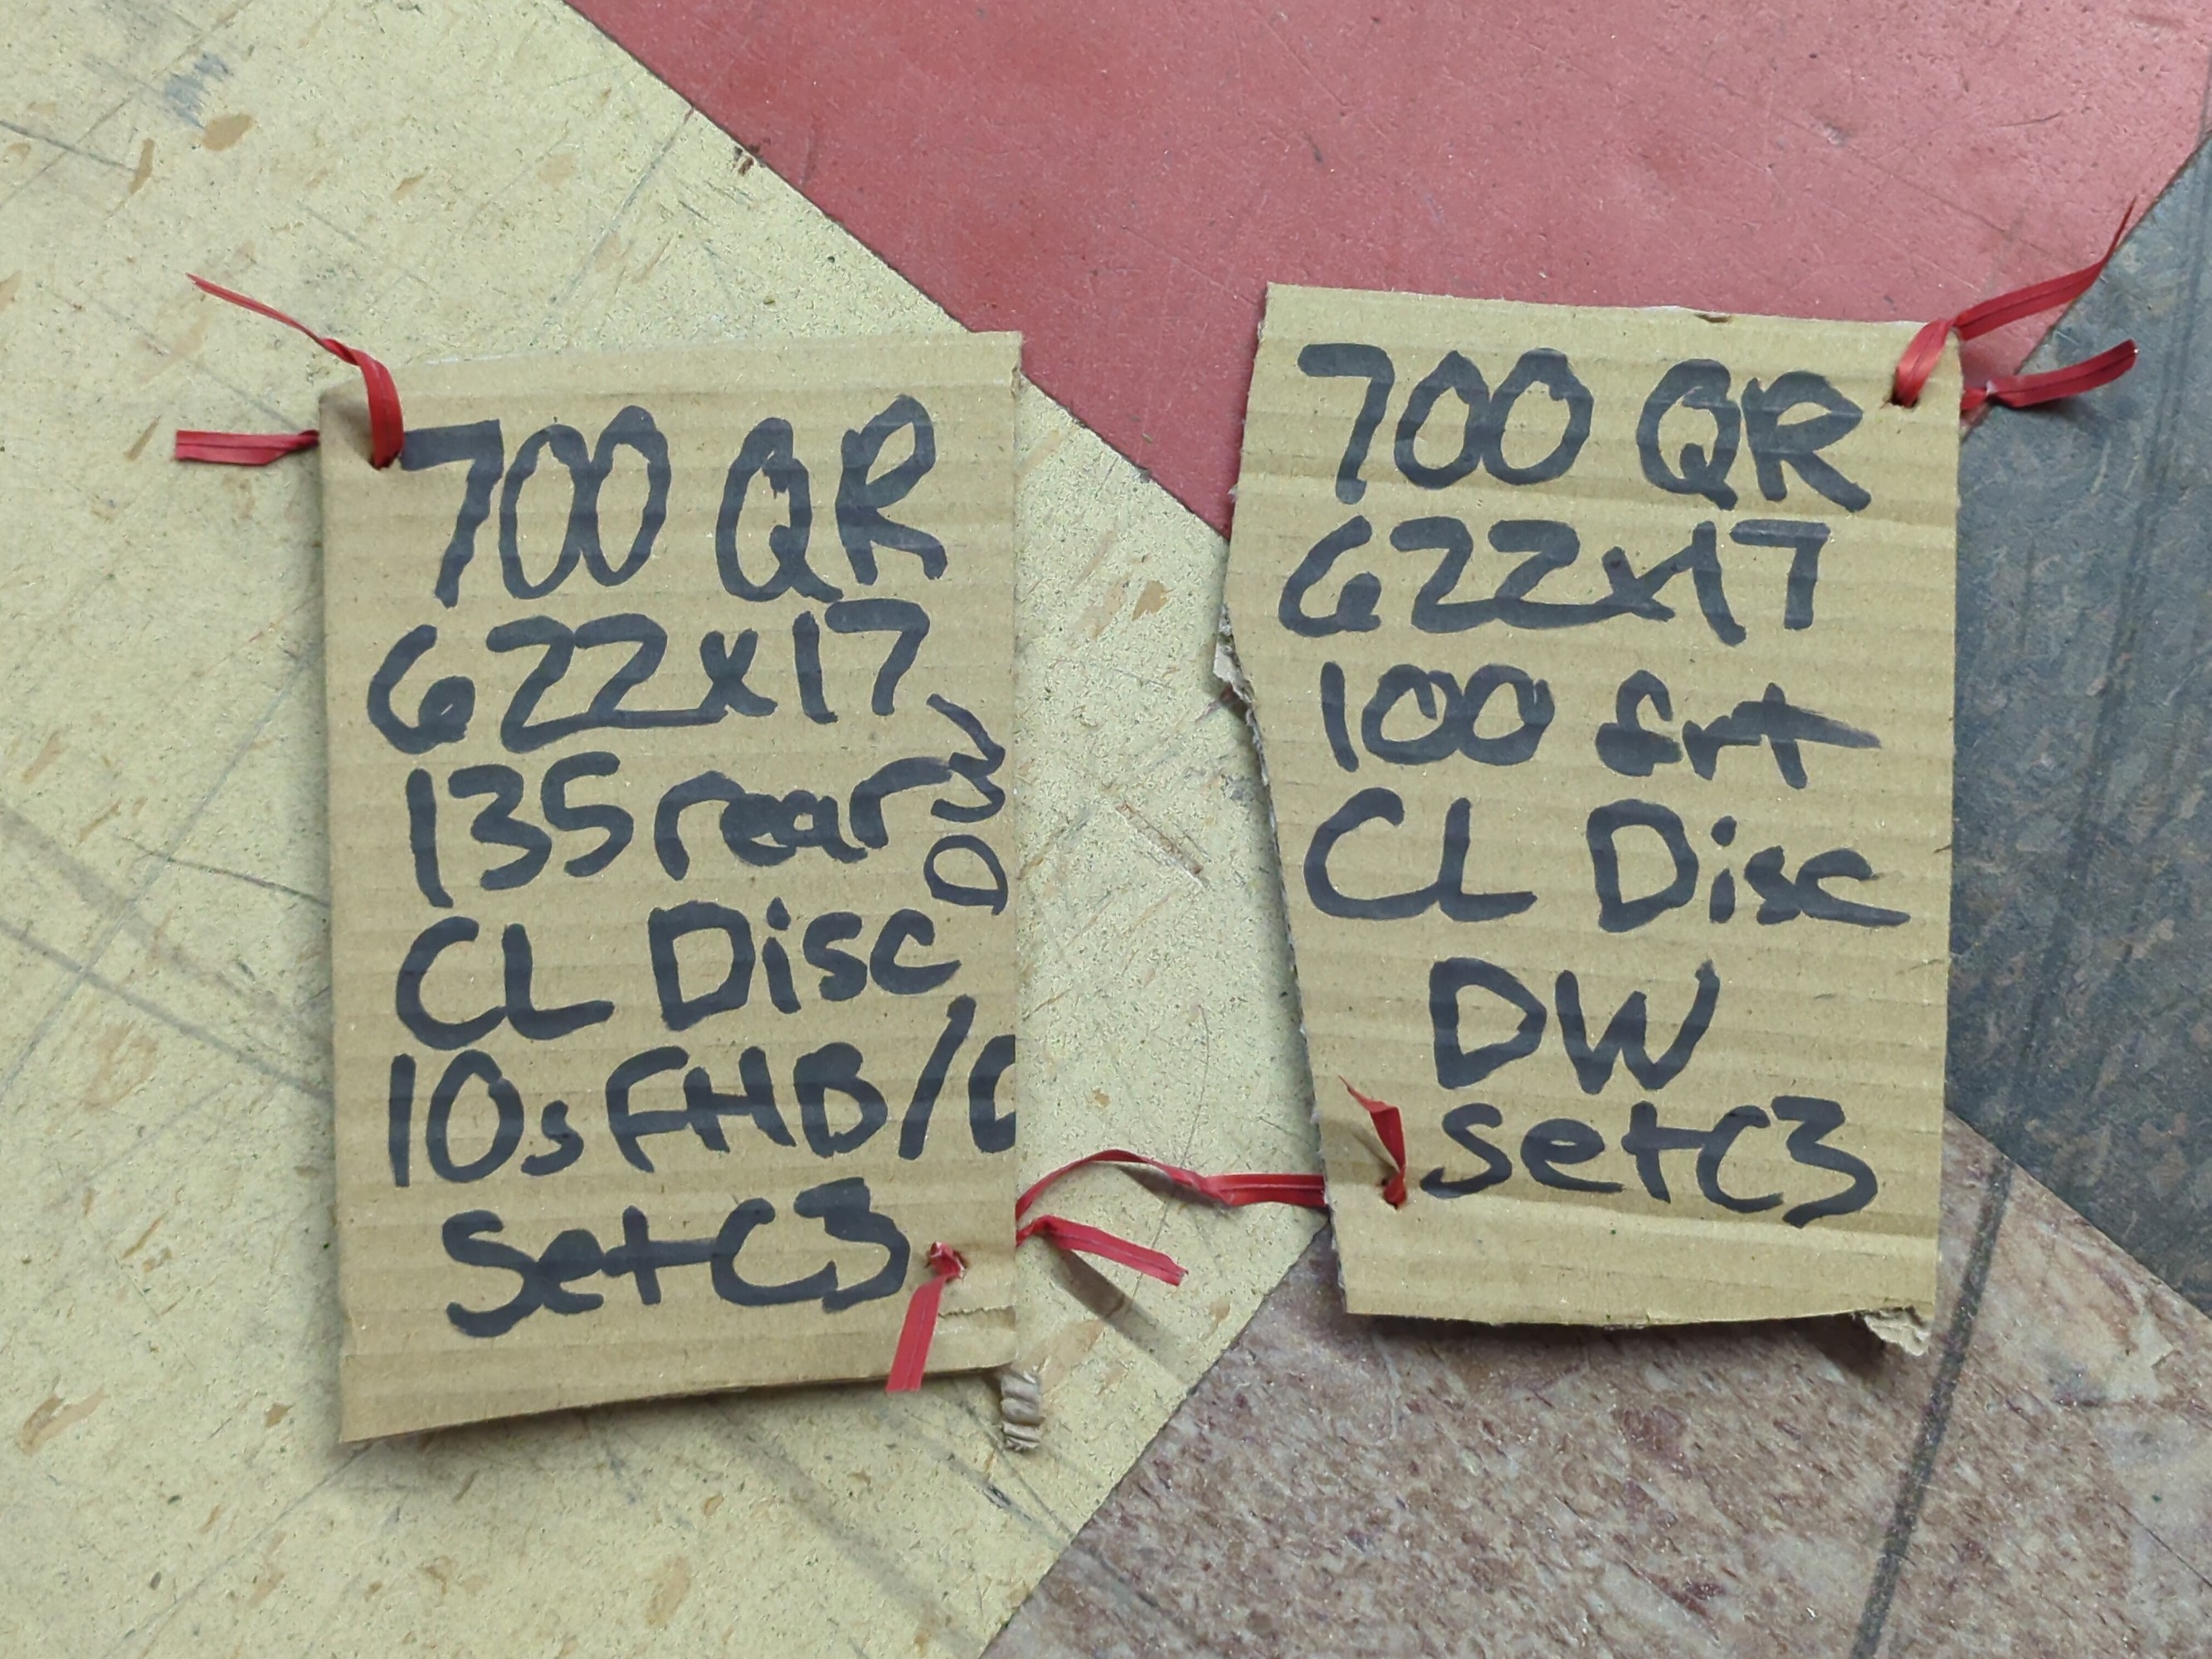 700 QR
622x17
135 rear
DW
CL Disc
10s FHB/C
Set C3
700 QR
622x17
100 frt
CL Disc
DW
Set C3